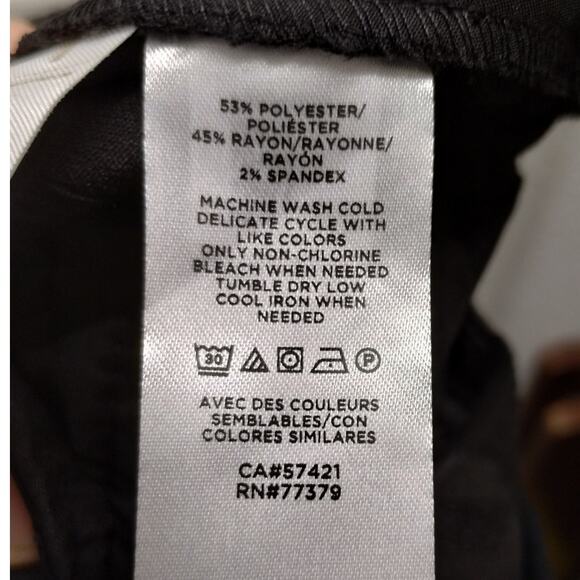 53% POLYESTER/
POLIÉSTER
45% RAYON/RAYONNE/
RAYÓN
2% SPANDEX
MACHINE WASH COLD
DELICATE CYCLE WITH
LIKE COLORS
ONLY NON-CHLORINE
BLEACH WHEN NEEDED
TUMBLE DRY LOW
COOL IRON WHEN
NEEDED
30 P
AVEC DES COULEURS
SEMBLABLES/CON
COLORES SIMILARES
CA#57421
RN#77379